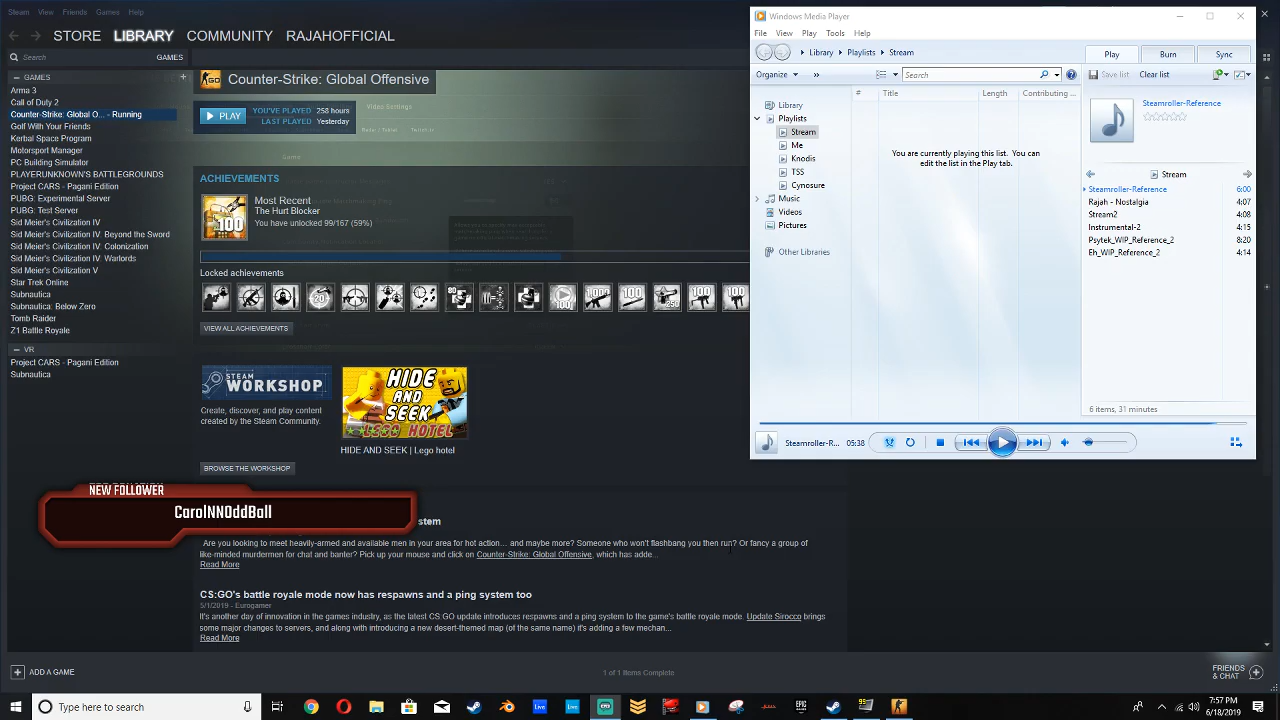 Steam View Friends Games Help
STORE LIBRARY COMMUNITY RAJAHOFFICIAL
Search GAMES
GAMES
Arma 3
Call of Duty 2
Counter-Strike: Global O... - Running
Golf With Your Friends
Kerbal Space Program
Motorsport Manager
PC Building Simulator
PLAYERUNKNOWN'S BATTLEGROUNDS
Project CARS - Pagani Edition
PUBG: Experimental Server
PUBG: Test Server
Sid Meier's Civilization IV
Sid Meier's Civilization IV: Beyond the Sword
Sid Meier's Civilization IV: Colonization
Sid Meier's Civilization IV: Warlords
Sid Meier's Civilization V
Star Trek Online
Subnautica
Subnautica: Below Zero
Tomb Raider
Z1 Battle Royale
VR
Project CARS - Pagani Edition
Subnautica
Counter-Strike: Global Offensive
PLAY
YOU'VE PLAYED 258 hours
LAST PLAYED Yesterday
Video Settings
Game
ACHIEVEMENTS
100
Most Recent
The Hurt Blocker
You have unlocked 99/167 (59%)
Locked achievements
VIEW ALL ACHIEVEMENTS
STEAM WORKSHOP
Create, discover, and play content
created by the Steam Community.
HIDE
AND
SEEK
LEGO HOTEL
HIDE AND SEEK | Lego hotel
BROWSE THE WORKSHOP
NEW FOLLOWER
CarolNNOddBall
stem
Are you looking to meet heavily-armed and available men in your area for hot action... and maybe more? Someone who won't flashbang you then run? Or fancy a group of
like-minded murdermen for chat and banter? Pick up your mouse and click on Counter-Strike: Global Offensive, which has adde...
Read More
CS:GO's battle royale mode now has respawns and a ping system too
5/1/2019 - Eurogamer
It's another day of innovation in the games industry, as the latest CS:GO update introduces respawns and a ping system to the game's battle royale mode. Update Sirocco brings
some major changes to servers, and along with introducing a new desert-themed map (of the same name) it's adding a few mechan...
Read More
ADD A GAME
1 of 1 Items Complete
FRIENDS
& CHAT
Windows Media Player
File View Play Tools Help
Library Playlists Stream
Play Burn Sync
Organize » Search
Save list Clear list
# Title Length Contributing ...
Library
Playlists
Stream
Me
Knodis
TSS
Cynosure
Music
Videos
Pictures
Other Libraries
You are currently playing this list. You can
edit the list in the Play tab.
Steamroller-Reference
Stream
Steamroller-Reference 6:00
Rajah - Nostalgia 4:07
Stream2 4:08
Instrumental-2 4:15
Psytek_WIP_Reference_2 8:20
Eh_WIP_Reference_2 4:14
6 items, 31 minutes
Steamroller-R... 05:38
Type here to search
7:57 PM
6/18/2019